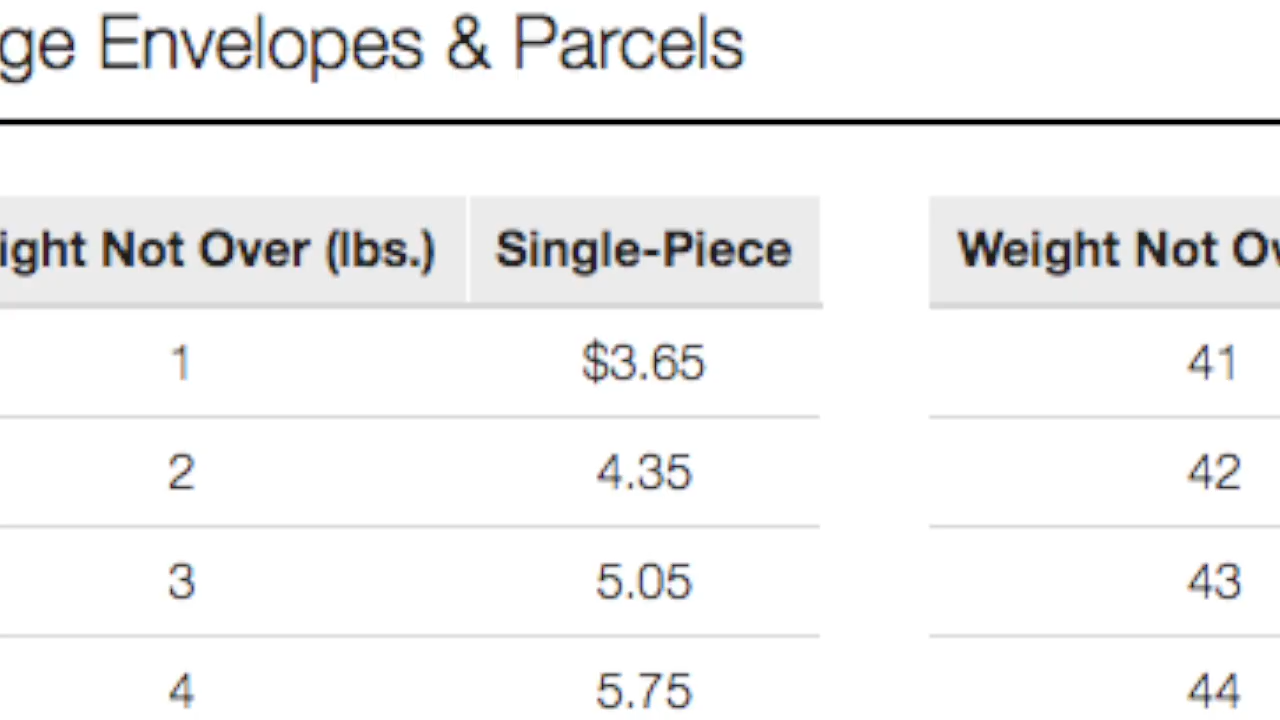 ge Envelopes & Parcels
ight Not Over (lbs.) Single-Piece Weight Not Ov
1 $3.65 41
2 4.35 42
3 5.05 43
4 5.75 44